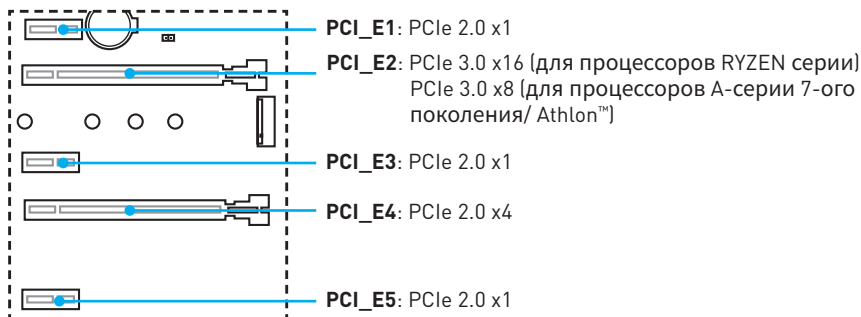 PCI_E1: PCIe 2.0 x1
PCI_E2: PCIe 3.0 x16 (для процессоров RYZEN серии)
PCIe 3.0 x8 (для процессоров A-серии 7-ого
поколения/ Athlon™)
PCI_E3: PCIe 2.0 x1
PCI_E4: PCIe 2.0 x4
PCI_E5: PCIe 2.0 x1